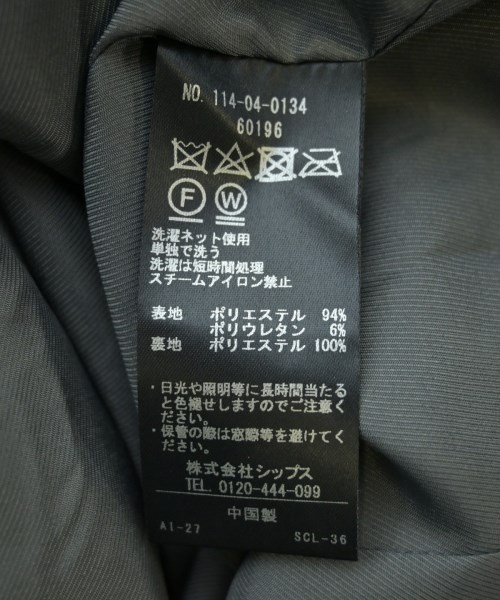 NO. 114-04-0134
60196
F W
洗濯ネット使用
単独で洗う
洗濯は短時間処理
スチームアイロン禁止
表地 ポリエステル 94%
ポリウレタン 6%
裏地 ポリエステル 100%
・日光や照明等に長時間当たる
と色褪せしますのでご注意く
ださい。
・保管の際は窓際等を避けてく
ださい。
株式会社シップス
TEL. 0120-444-099
中国製
AI-27 SCL-36